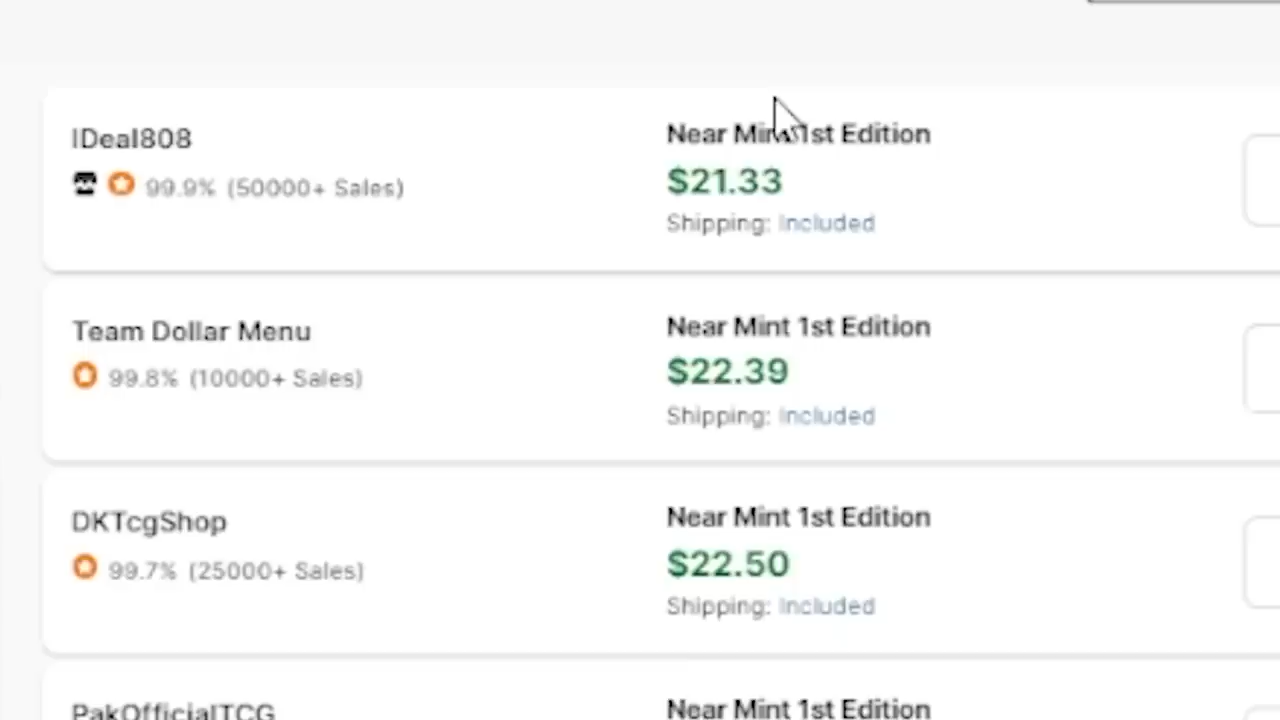 IDeal808
99.9% (50000+ Sales)
Near Mint 1st Edition
$21.33
Shipping: Included
Team Dollar Menu
99.8% (10000+ Sales)
Near Mint 1st Edition
$22.39
Shipping: Included
DKTcgShop
99.7% (25000+ Sales)
Near Mint 1st Edition
$22.50
Shipping: Included
PakOfficialTCG
Near Mint 1st Edition